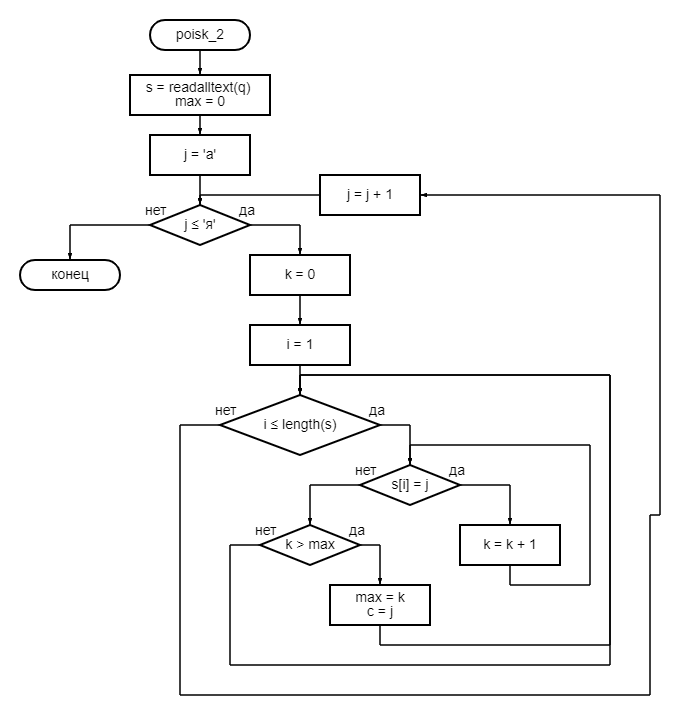 poisk_2
s = readalltext(q)
max = 0
j = 'a'
j = j + 1
нет
да
j ≤ 'я'
конец
k = 0
i = 1
нет
да
i ≤ length(s)
нет
да
s[i] = j
нет
да
k > max
k = k + 1
max = k
c = j